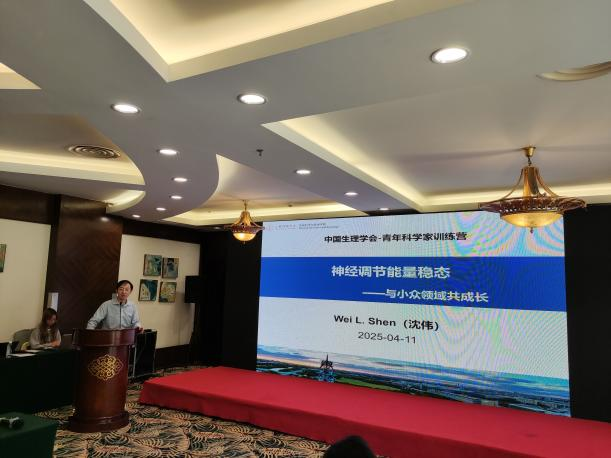 中国生理学会-青年科学家训练营
神经调节能量稳态
——与小众领域共成长
Wei L. Shen（沈伟）
2025-04-11